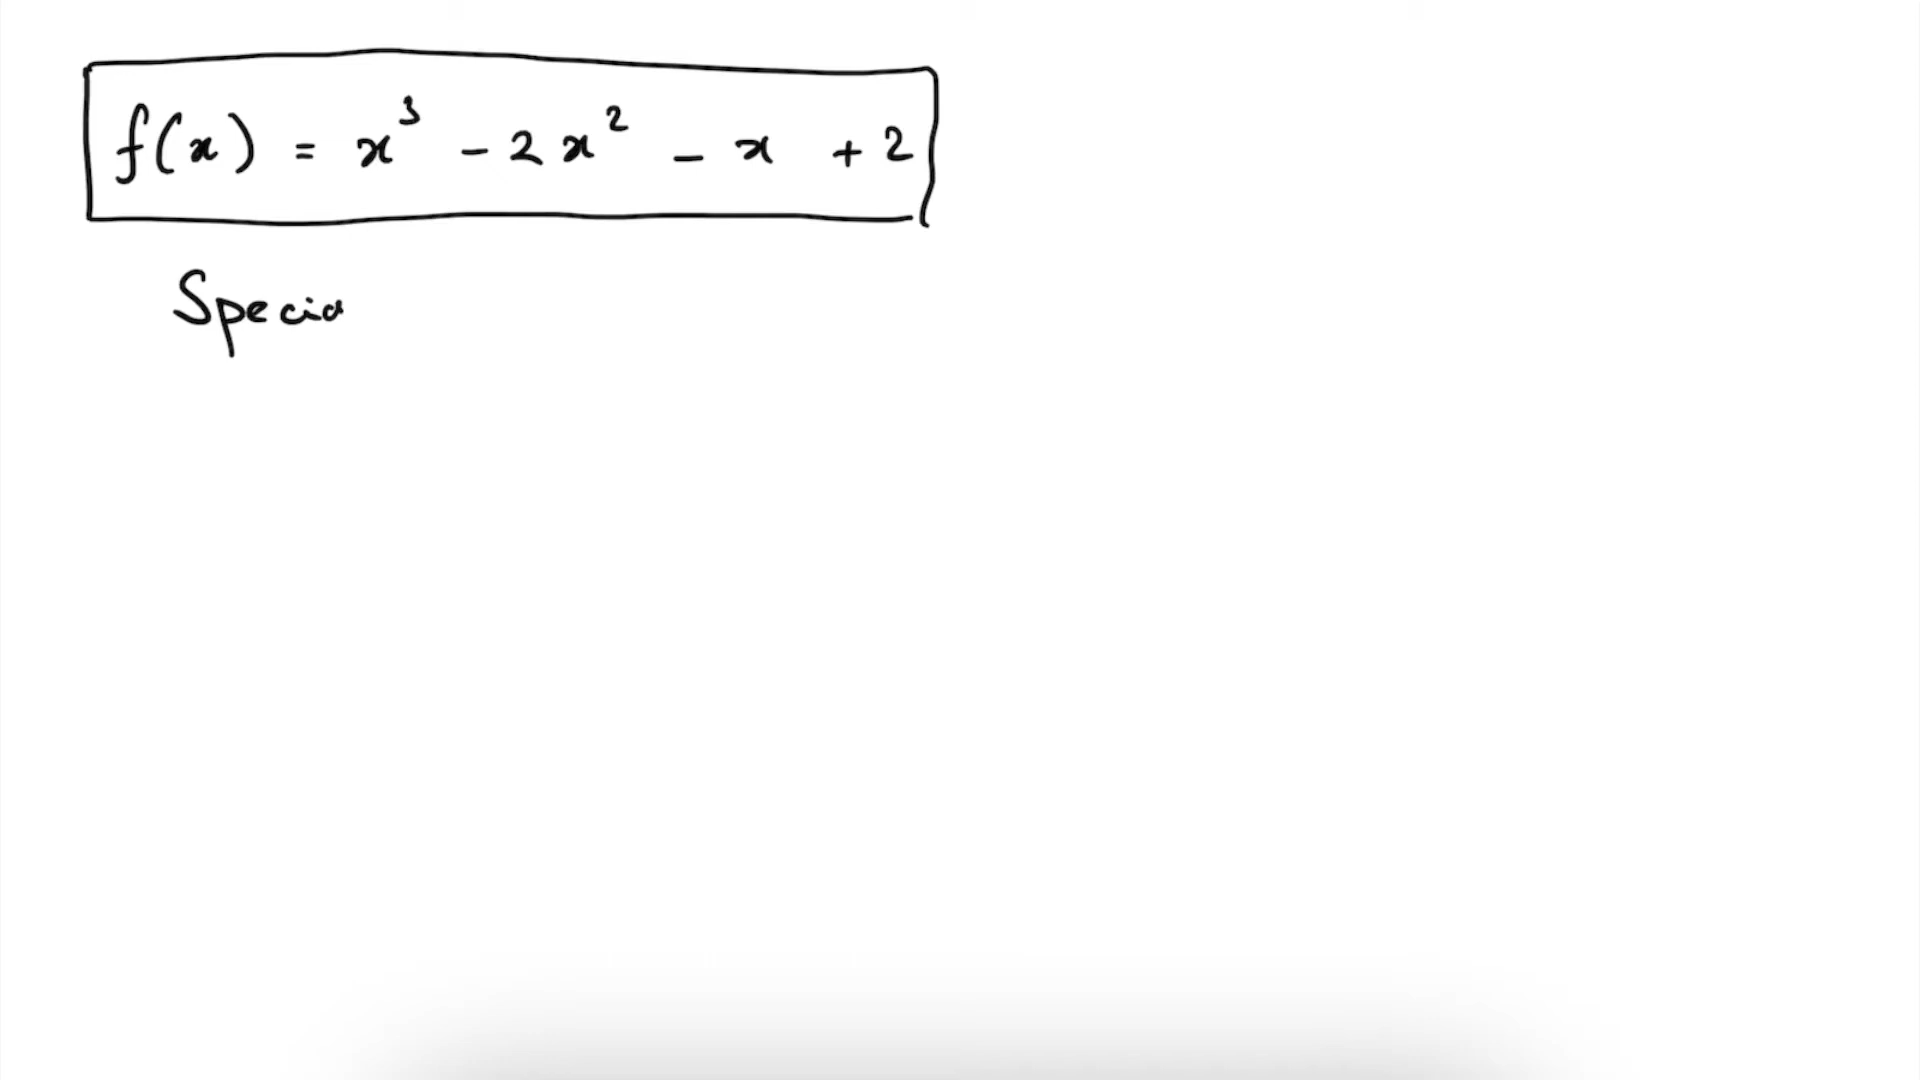 f(x) = x³ - 2x² - x + 2
Specia